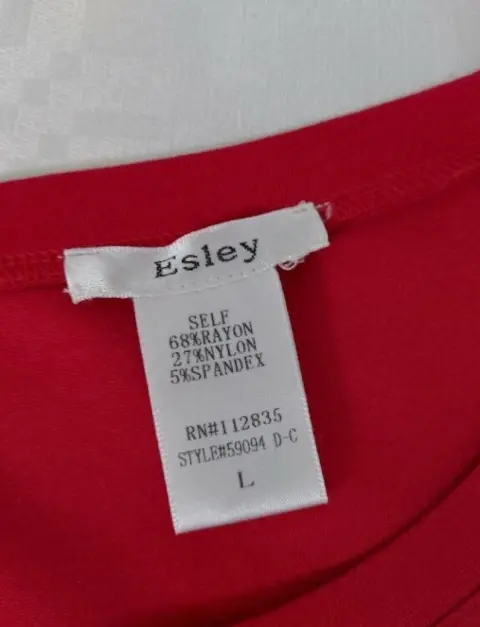 Esley
SELF
68%RAYON
27%NYLON
5%SPANDEX
RN#112835
STYLE#59094 D-C
L